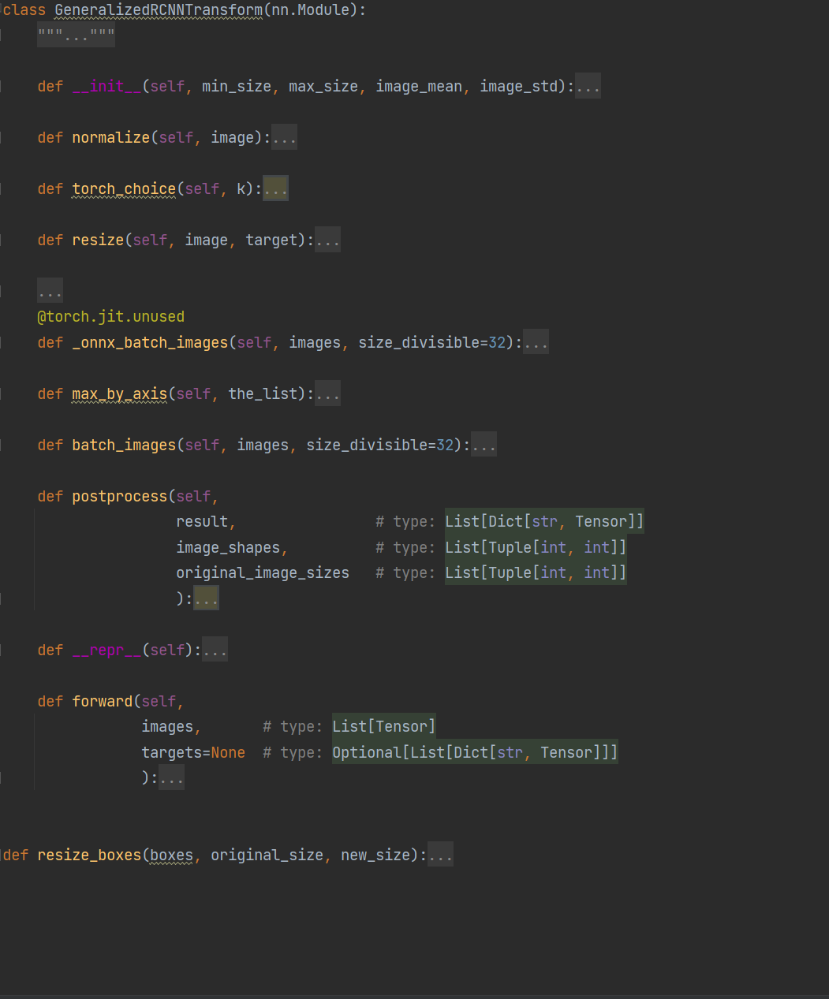 class GeneralizedRCNNTransform(nn.Module):
"""..."""
def __init__(self, min_size, max_size, image_mean, image_std):...
def normalize(self, image):...
def torch_choice(self, k):...
def resize(self, image, target):...
...
@torch.jit.unused
def _onnx_batch_images(self, images, size_divisible=32):...
def max_by_axis(self, the_list):...
def batch_images(self, images, size_divisible=32):...
def postprocess(self,
result, # type: List[Dict[str, Tensor]]
image_shapes, # type: List[Tuple[int, int]]
original_image_sizes # type: List[Tuple[int, int]]
):...
def __repr__(self):...
def forward(self,
images, # type: List[Tensor]
targets=None # type: Optional[List[Dict[str, Tensor]]]
):...
def resize_boxes(boxes, original_size, new_size):...